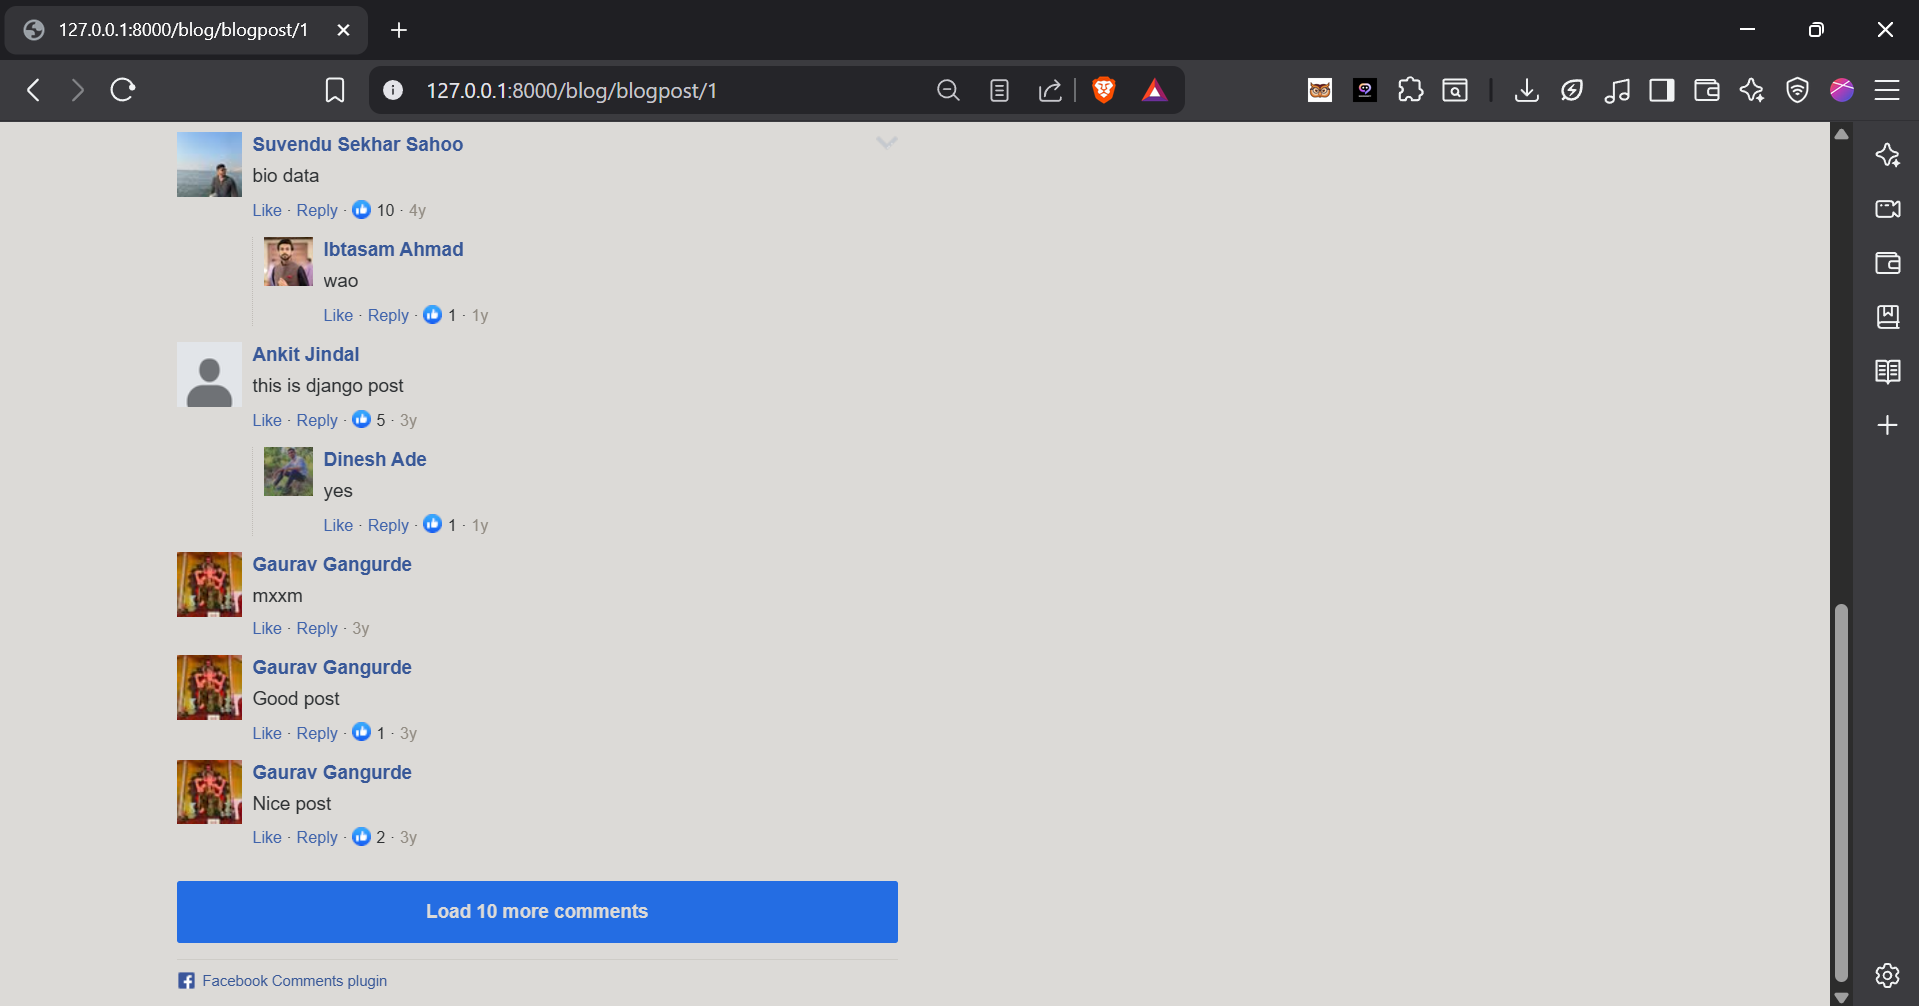 127.0.0.1:8000/blog/blogpost/1
127.0.0.1:8000/blog/blogpost/1
Suvendu Sekhar Sahoo
bio data
Like · Reply · 10 · 4y
Ibtasam Ahmad
wao
Like · Reply · 1 · 1y
Ankit Jindal
this is django post
Like · Reply · 5 · 3y
Dinesh Ade
yes
Like · Reply · 1 · 1y
Gaurav Gangurde
mxxm
Like · Reply · 3y
Gaurav Gangurde
Good post
Like · Reply · 1 · 3y
Gaurav Gangurde
Nice post
Like · Reply · 2 · 3y
Load 10 more comments
Facebook Comments plugin